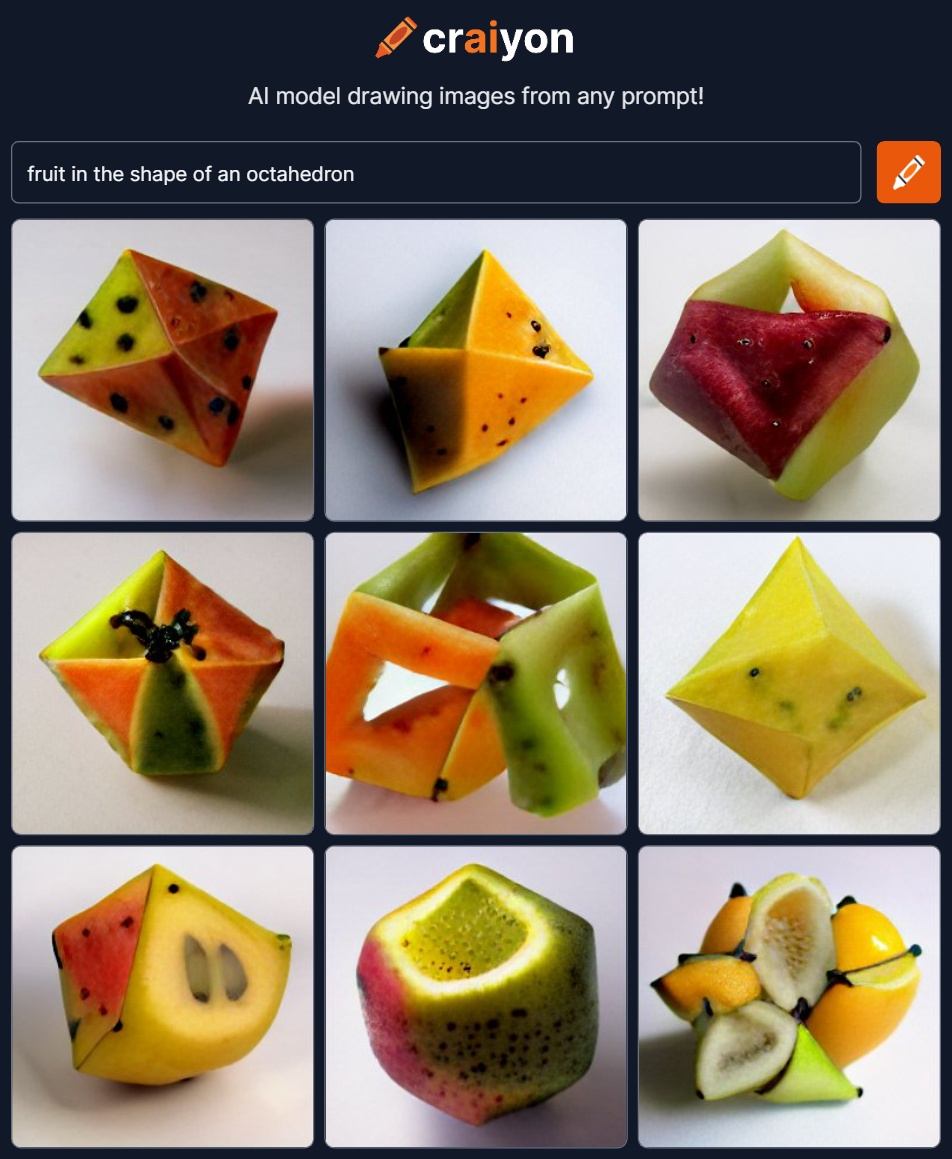 craiyon
AI model drawing images from any prompt!
fruit in the shape of an octahedron